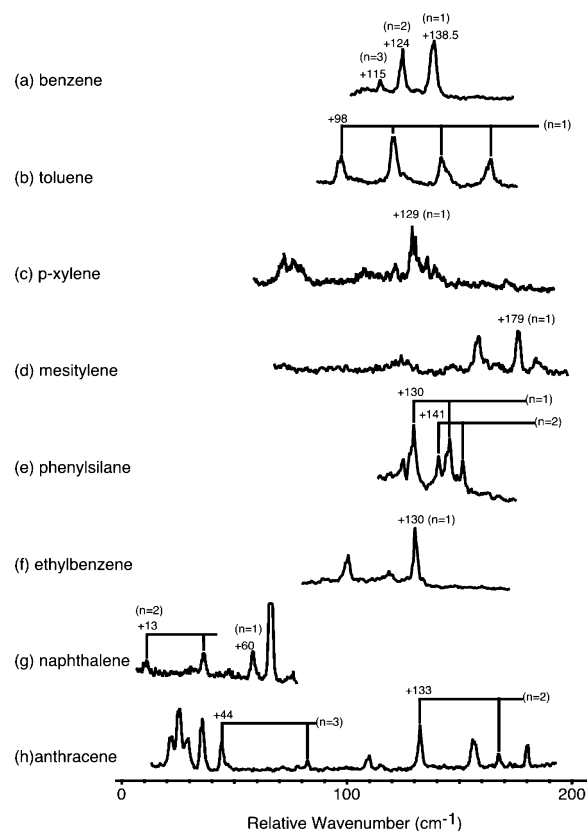 (n=1)
(n=2)
+138.5
+124
(n=3)
+115
(a) benzene
+98
(n=1)
(b) toluene
+129 (n=1)
(c) p-xylene
+179 (n=1)
(d) mesitylene
+130
(n=1)
+141
(n=2)
(e) phenylsilane
+130 (n=1)
(f) ethylbenzene
(n=2)
+13
(n=1)
+60
(g) naphthalene
+133
(n=2)
+44
(n=3)
(h)anthracene
0 100 200
Relative Wavenumber (cm-1)